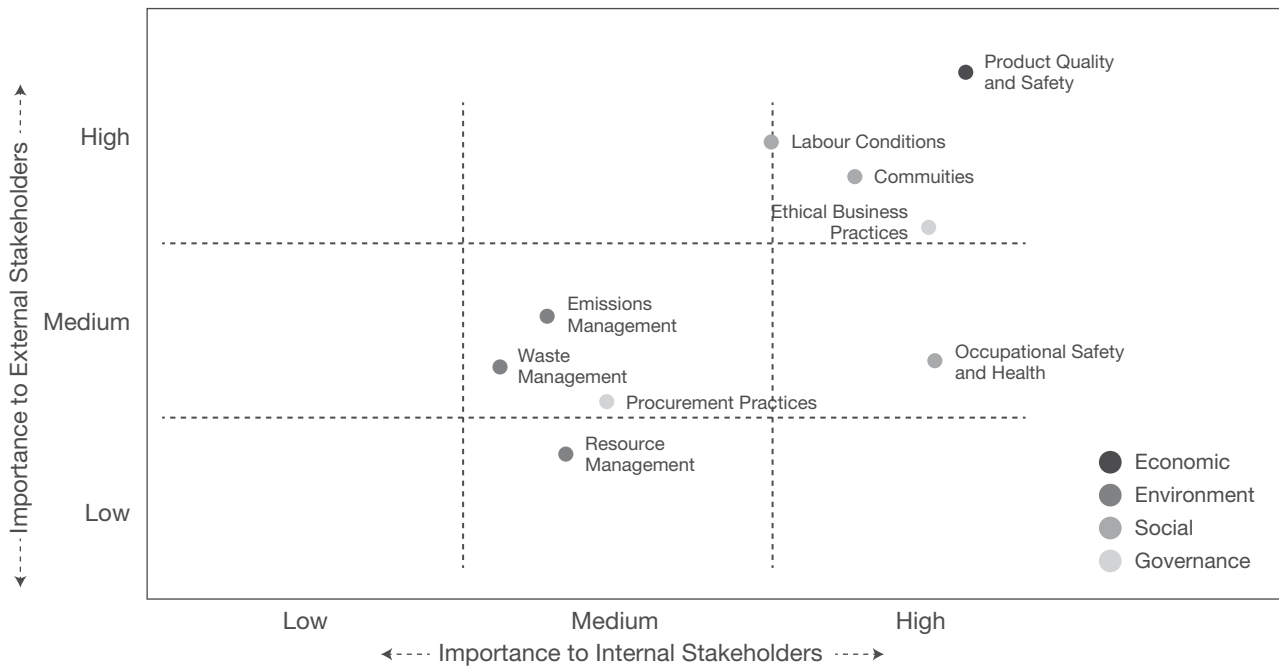 Importance to External Stakeholders
High
Medium
Low
Product Quality
and Safety
Labour Conditions
Commuities
Ethical Business
Practices
Emissions
Management
Waste
Management
Procurement Practices
Occupational Safety
and Health
Resource
Management
Economic
Environment
Social
Governance
Low
Medium
High
Importance to Internal Stakeholders